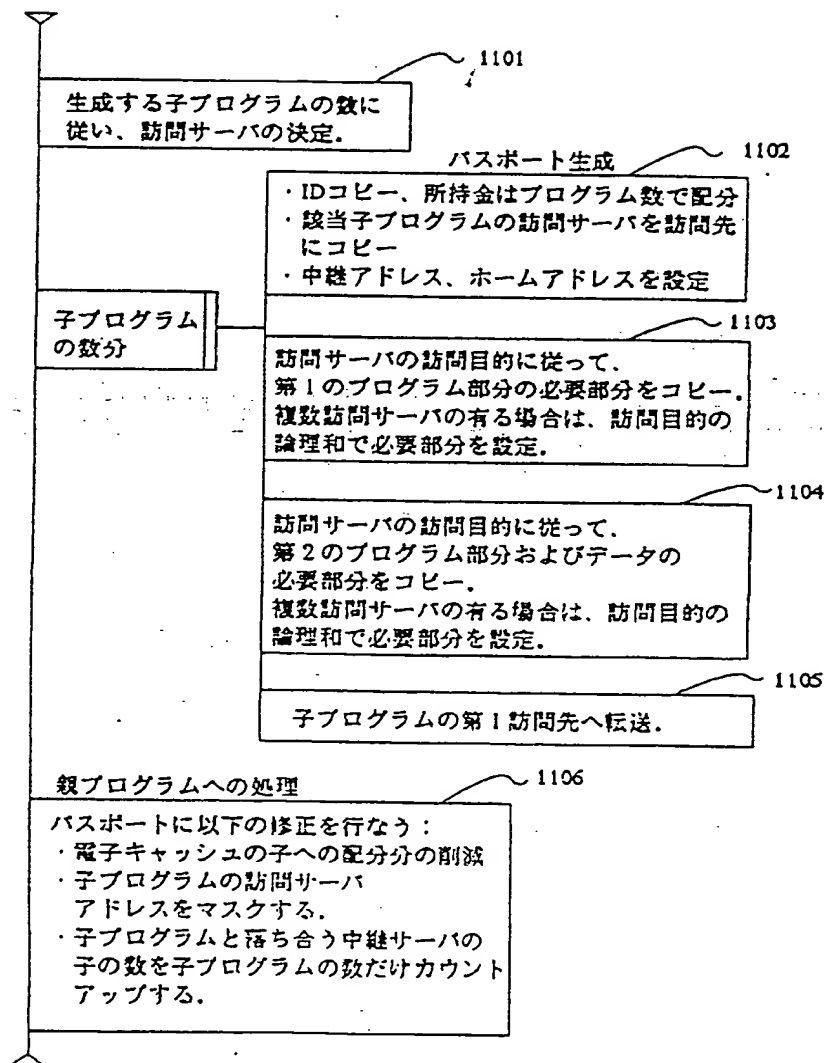 1101
生成する子プログラムの数に
従い、訪問サーバの決定.
パスポート生成
1102
・IDコピー、所持金はプログラム数で配分
・該当子プログラムの訪問サーバを訪問先
にコピー
・中継アドレス、ホームアドレスを設定
子プログラム
の数分
1103
訪問サーバの訪問目的に従って、
第1のプログラム部分の必要部分をコピー.
複数訪問サーバの有る場合は、訪問目的の
論理和で必要部分を設定.
1104
訪問サーバの訪問目的に従って、
第2のプログラム部分およびデータの
必要部分をコピー.
複数訪問サーバの有る場合は、訪問目的の
論理和で必要部分を設定.
1105
子プログラムの第1訪問先へ転送.
親プログラムへの処理
1106
パスポートに以下の修正を行なう：
・電子キャッシュの子への配分分の削減
・子プログラムの訪問サーバ
アドレスをマスクする.
・子プログラムと落ち合う中継サーバの
子の数を子プログラムの数だけカウント
アップする.